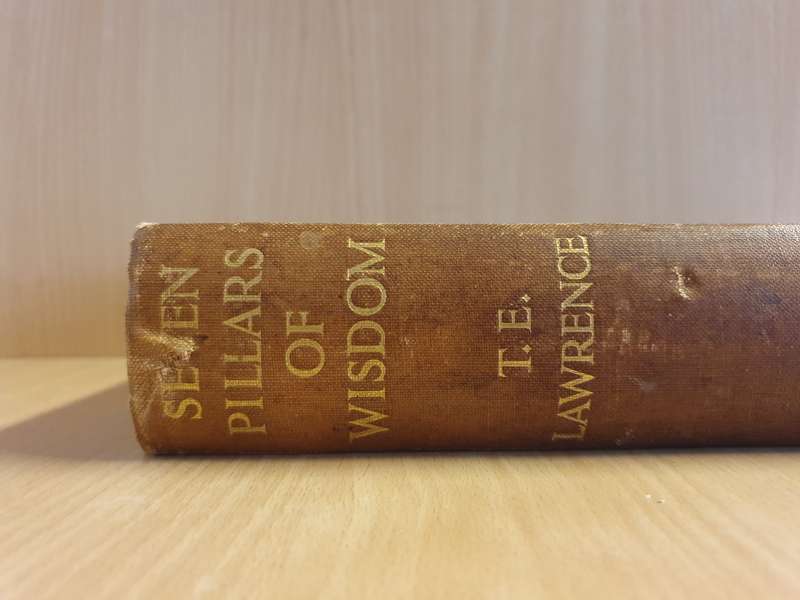 SEVEN
PILLARS
OF
WISDOM
T. E.
LAWRENCE